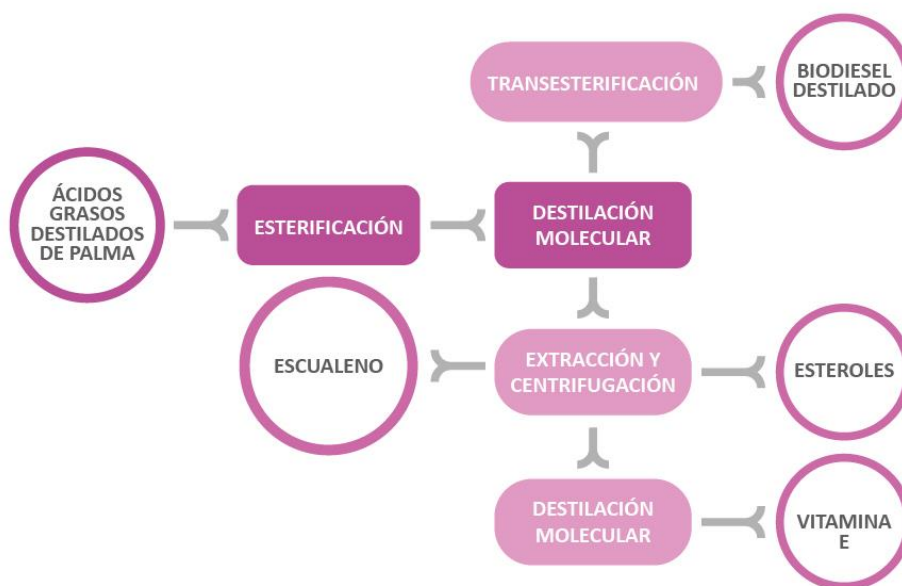 TRANSESTERIFICACIÓN
BIODIESEL
DESTILADO
ÁCIDOS
GRASOS
DESTILADOS
DE PALMA
ESTERIFICACIÓN
DESTILACIÓN
MOLECULAR
ESCUALENO
EXTRACCIÓN Y
CENTRIFUGACIÓN
ESTEROLES
DESTILACIÓN
MOLECULAR
VITAMINA
E